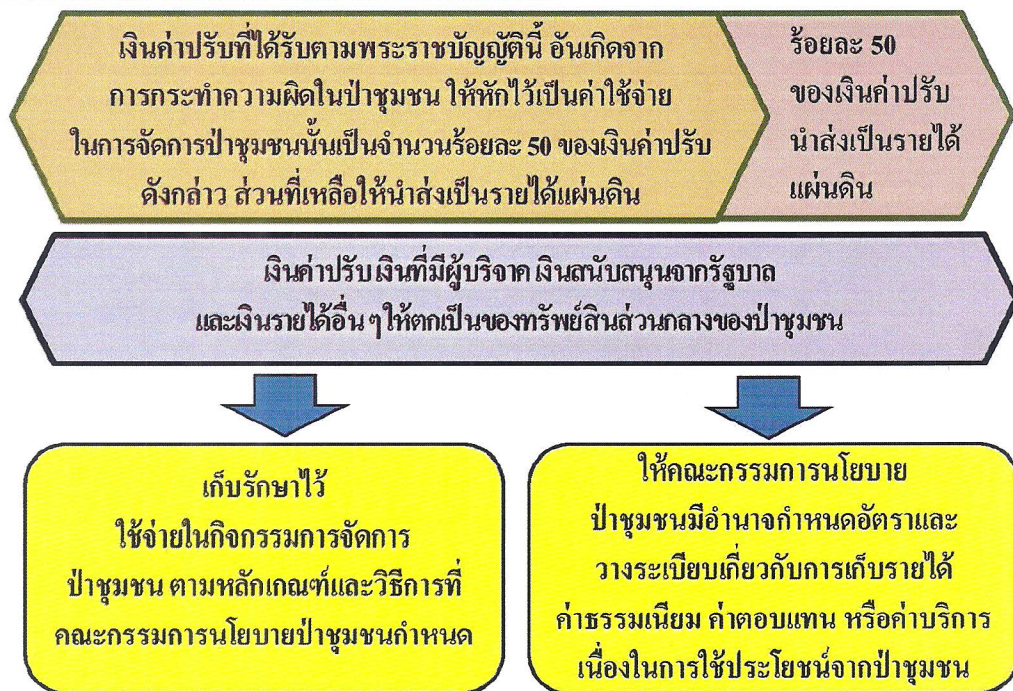 เงินค่าปรับที่ได้รับตามพระราชบัญญัตินี้ อันเกิดจาก
การกระทำความผิดในป่าชุมชน ให้หักไว้เป็นค่าใช้จ่าย
ในการจัดการป่าชุมชนนั้นเป็นจำนวนร้อยละ 50 ของเงินค่าปรับ
ดังกล่าว ส่วนที่เหลือให้นำส่งเป็นรายได้แผ่นดิน
ร้อยละ 50
ของเงินค่าปรับ
นำส่งเป็นรายได้
แผ่นดิน
เงินค่าปรับ เงินที่มีผู้บริจาค เงินสนับสนุนจากรัฐบาล
และเงินรายได้อื่น ๆ ให้ตกเป็นของทรัพย์สินส่วนกลางของป่าชุมชน
เก็บรักษาไว้
ใช้จ่ายในกิจกรรมการจัดการ
ป่าชุมชน ตามหลักเกณฑ์และวิธีการที่
คณะกรรมการนโยบายป่าชุมชนกำหนด
ให้คณะกรรมการนโยบาย
ป่าชุมชนมีอำนาจกำหนดอัตราและ
วางระเบียบเกี่ยวกับการเก็บรายได้
ค่าธรรมเนียม ค่าตอบแทน หรือค่าบริการ
เนื่องในการใช้ประโยชน์จากป่าชุมชน